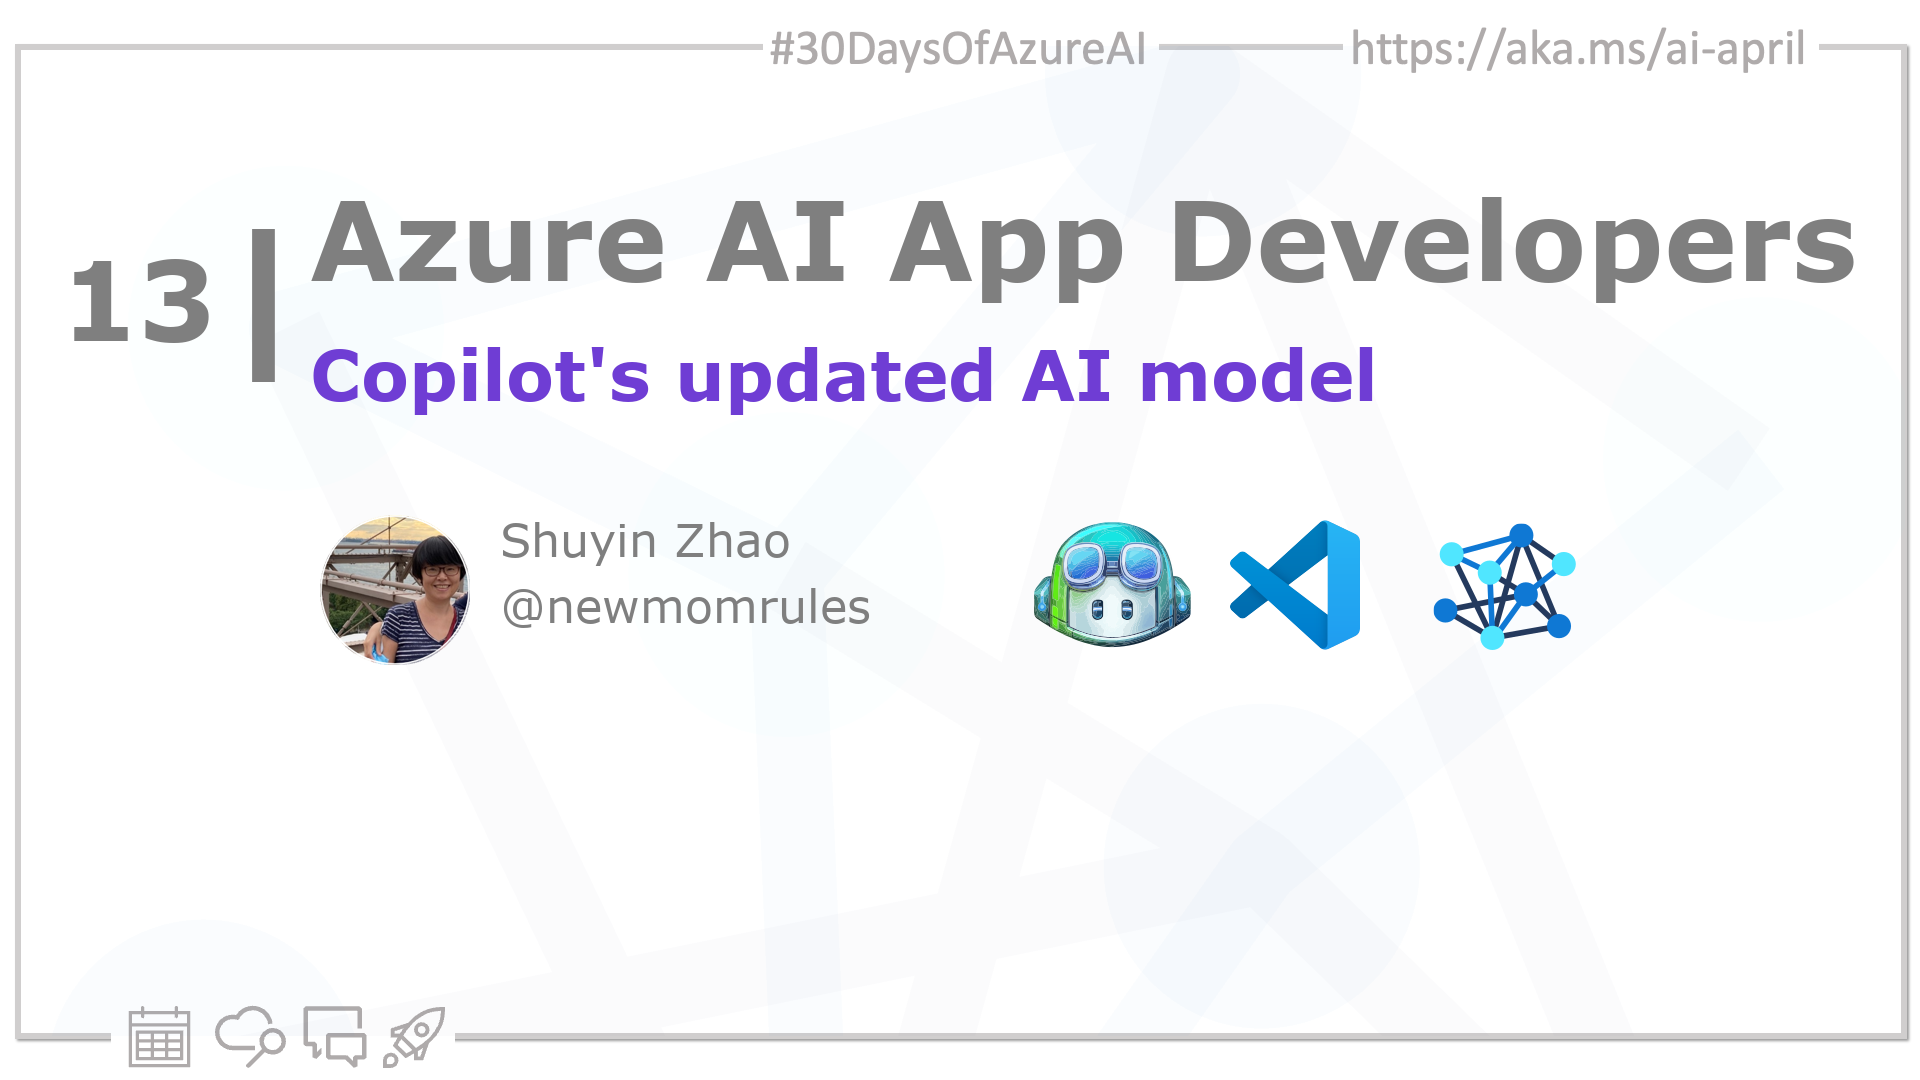 #30DaysOfAzureAI
https://aka.ms/ai-april
13
Azure AI App Developers
Copilot's updated AI model
Shuyin Zhao
@newmomrules